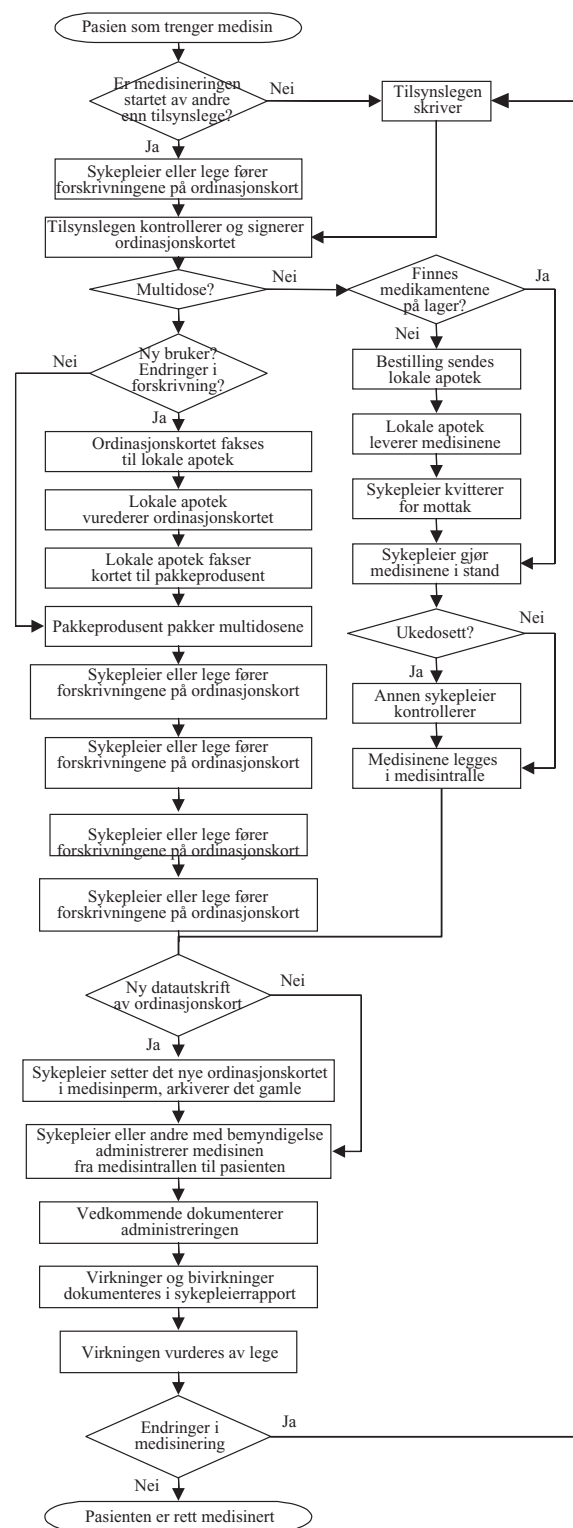 Pasien som trenger medisin
Er medisineringen
startet av andre
enn tilsynslege?
Nei
Tilsynslegen
skriver
Ja
Sykepleier eller lege fører
forskrivningene på ordinasjonskort
Tilsynslegen kontrollerer og signerer
ordinasjonskortet
Multidose?
Nei
Finnes
medikamentene
på lager?
Ja
Nei
Ny bruker?
Endringer i
forskrivning?
Nei
Bestilling sendes
lokale apotek
Ja
Ordinasjonskortet fakses
til lokale apotek
Lokale apotek
leverer medisinene
Lokale apotek
vurederer ordinasjonskortet
Sykepleier kvitterer
for mottak
Lokale apotek fakser
kortet til pakkeprodusent
Sykepleier gjør
medisinene i stand
Pakkeprodusent pakker multidosene
Ukedosett?
Nei
Ja
Sykepleier eller lege fører
forskrivningene på ordinasjonskort
Annen sykepleier
kontrollerer
Sykepleier eller lege fører
forskrivningene på ordinasjonskort
Medisinene legges
i medisintralle
Sykepleier eller lege fører
forskrivningene på ordinasjonskort
Sykepleier eller lege fører
forskrivningene på ordinasjonskort
Ny datautskrift
av ordinasjonskort
Nei
Ja
Sykepleier setter det nye ordinasjonskortet
i medisinperm, arkiverer det gamle
Sykepleier eller andre med bemyndigelse
administrerer medisinen
fra medisintrallen til pasienten
Vedkommende dokumenterer
administreringen
Virkninger og bivirkninger
dokumenteres i sykepleierrapport
Virkningen vurderes av lege
Endringer i
medisinering
Ja
Nei
Pasienten er rett medisinert